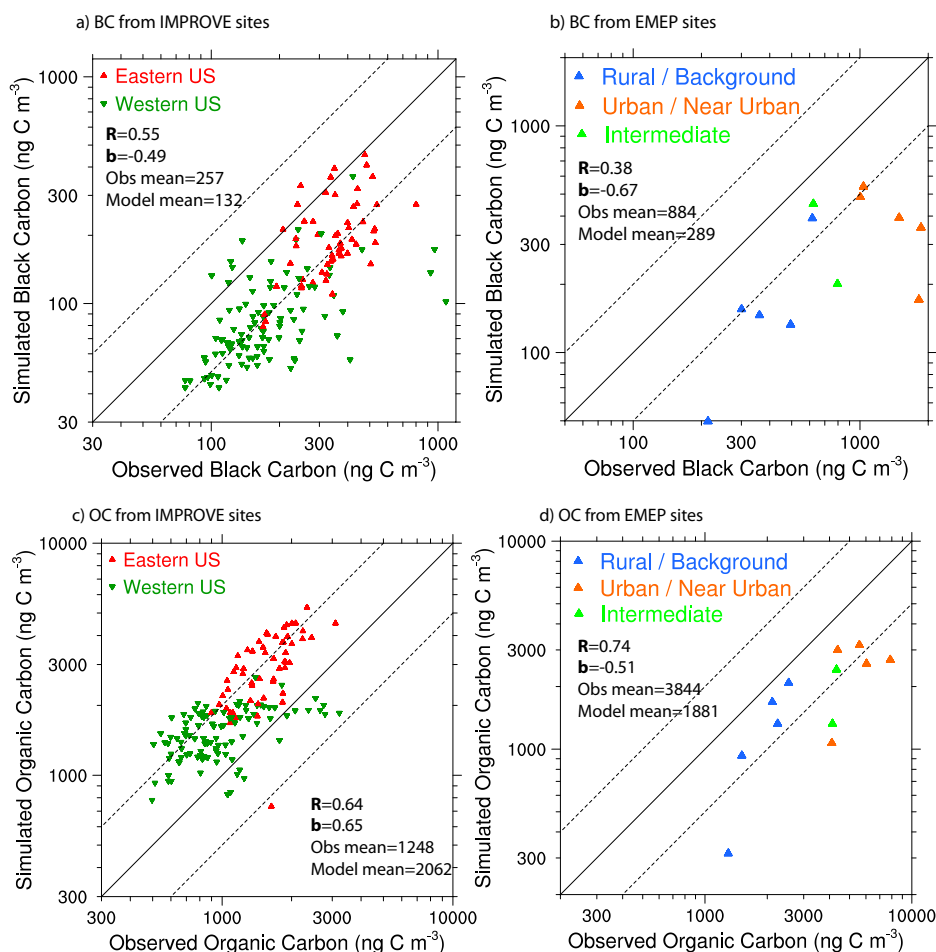 a) BC from IMPROVE sites
Simulated Black Carbon (ng C m-3)
1000
300
100
30
Eastern US
Western US
R=0.55
b=-0.49
Obs mean=257
Model mean=132
30 100 300 1000
Observed Black Carbon (ng C m-3)
b) BC from EMEP sites
Simulated Black Carbon (ng C m-3)
1000
300
100
Rural / Background
Urban / Near Urban
Intermediate
R=0.38
b=-0.67
Obs mean=884
Model mean=289
100 300 1000
Observed Black Carbon (ng C m-3)
c) OC from IMPROVE sites
Simulated Organic Carbon (ng C m-3)
10000
3000
1000
300
Eastern US
Western US
R=0.64
b=0.65
Obs mean=1248
Model mean=2062
300 1000 3000 10000
Observed Organic Carbon (ng C m-3)
d) OC from EMEP sites
Simulated Organic Carbon (ng C m-3)
10000
3000
1000
300
Rural / Background
Urban / Near Urban
Intermediate
R=0.74
b=-0.51
Obs mean=3844
Model mean=1881
300 1000 3000 10000
Observed Organic Carbon (ng C m-3)